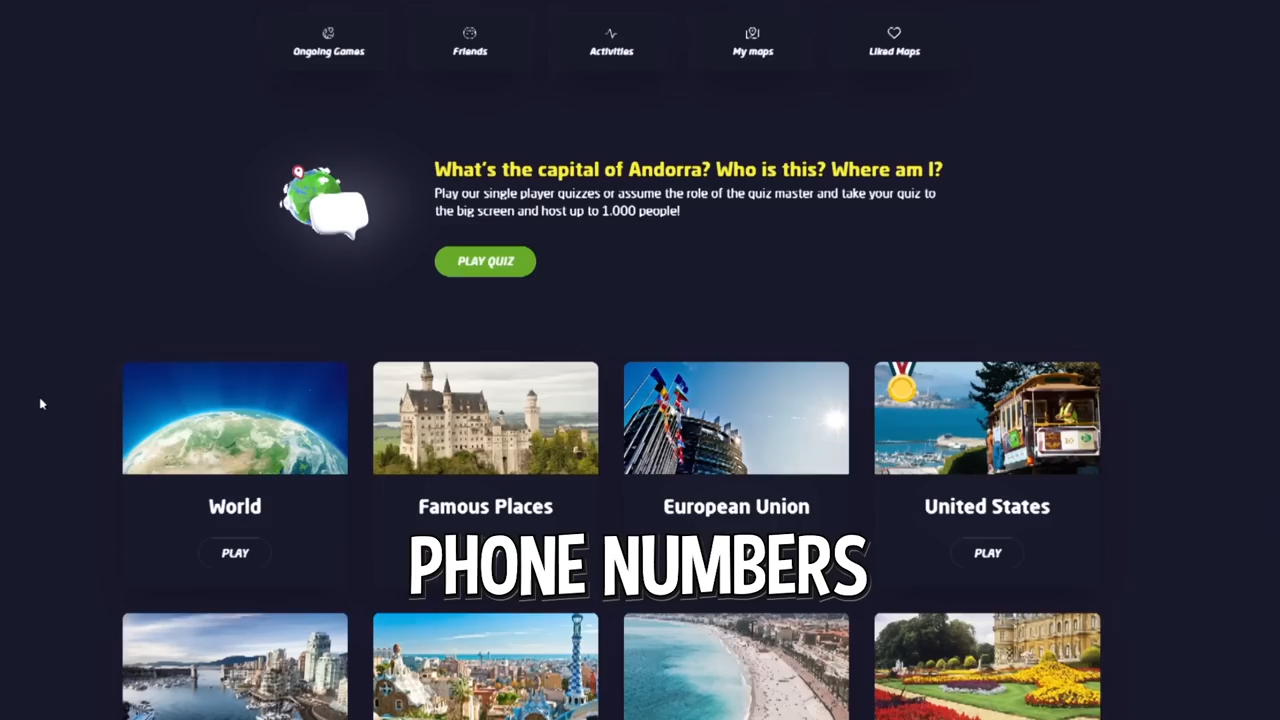 Ongoing Games
Friends
Activities
My maps
Liked Maps
What's the capital of Andorra? Who is this? Where am I?
Play our single player quizzes or assume the role of the quiz master and take your quiz to
the big screen and host up to 1.000 people!
PLAY QUIZ
World
Famous Places
European Union
United States
PLAY
PLAY
PHONE NUMBERS